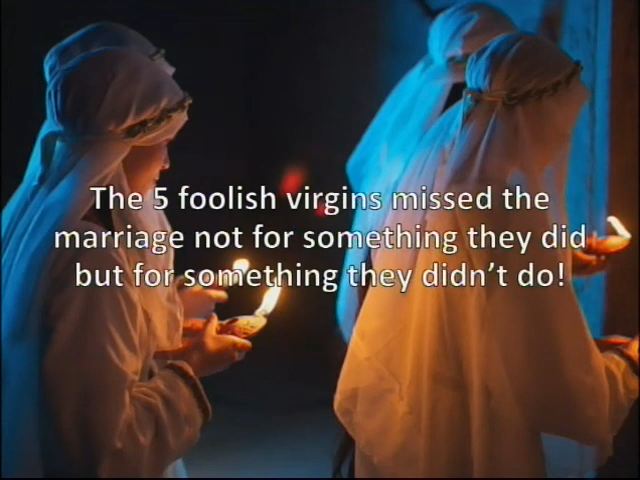 The 5 foolish virgins missed the
marriage not for something they did
but for something they didn't do!